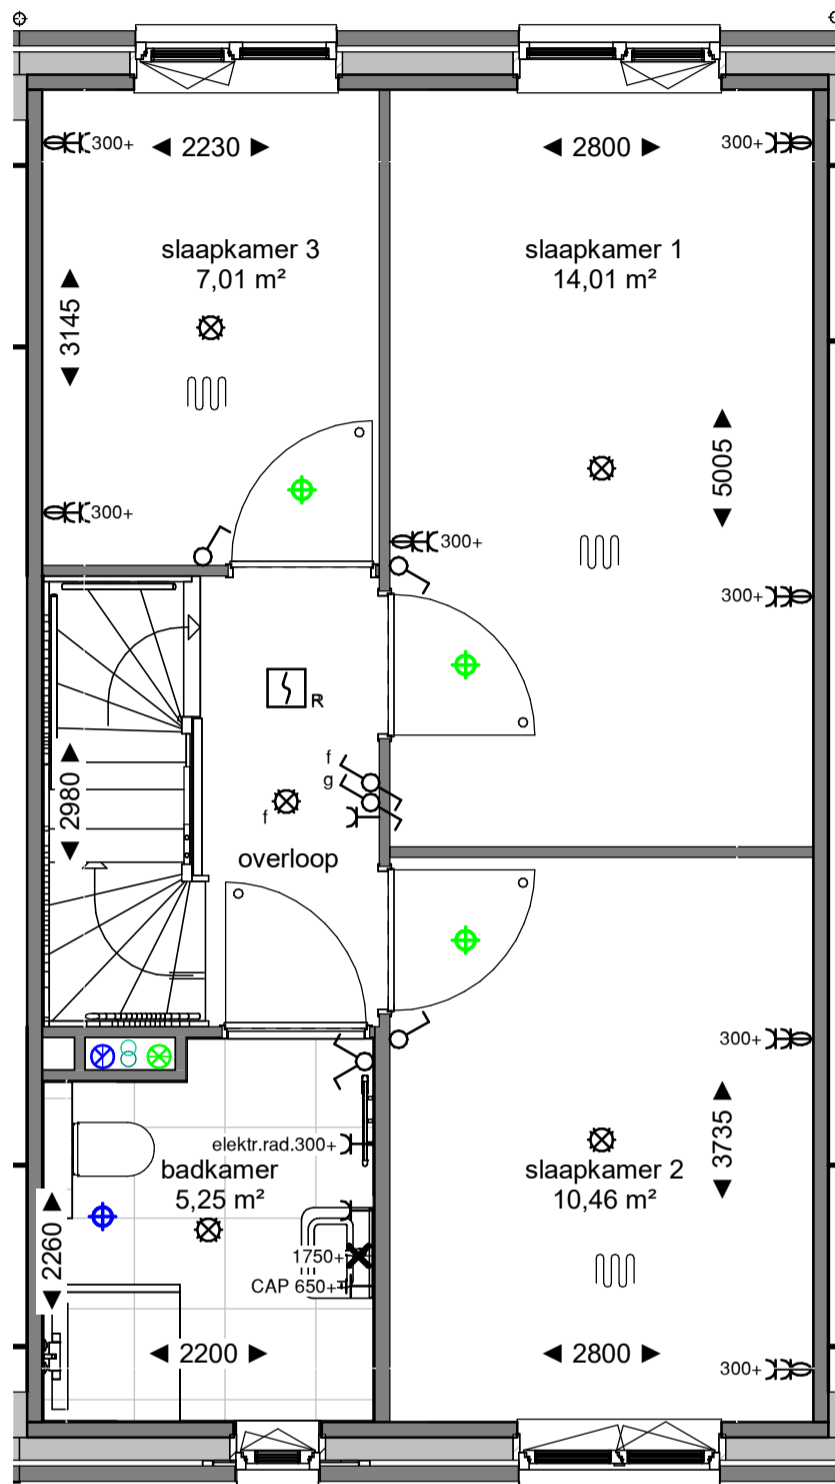 300+
2230
2800
300+
slaapkamer 3
7,01 m²
slaapkamer 1
14,01 m²
3145
5005
300+
300+
300+
R
f
g
f
2980
overloop
300+
elektr.rad.300+
badkamer
5,25 m²
slaapkamer 2
10,46 m²
3735
2260
1750+
CAP 650+
2200
2800
300+